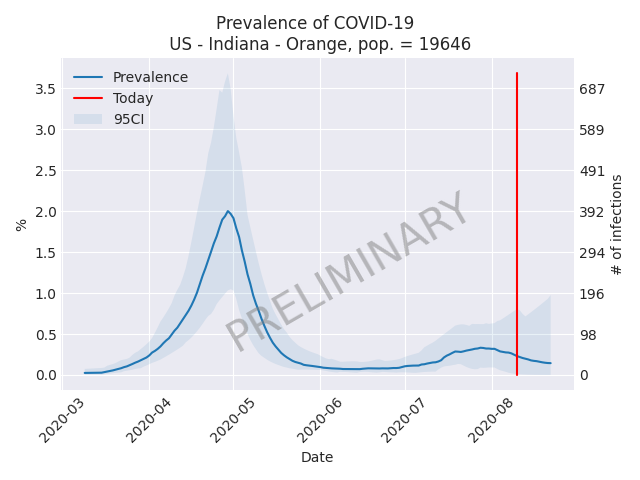 Prevalence of COVID-19
US - Indiana - Orange, pop. = 19646
Prevalence
Today
95CI
3.5
3.0
2.5
2.0
1.5
1.0
0.5
0.0
%
687
589
491
392
294
196
98
0
# of infections
PRELIMINARY
2020-03
2020-04
2020-05
2020-06
2020-07
2020-08
Date